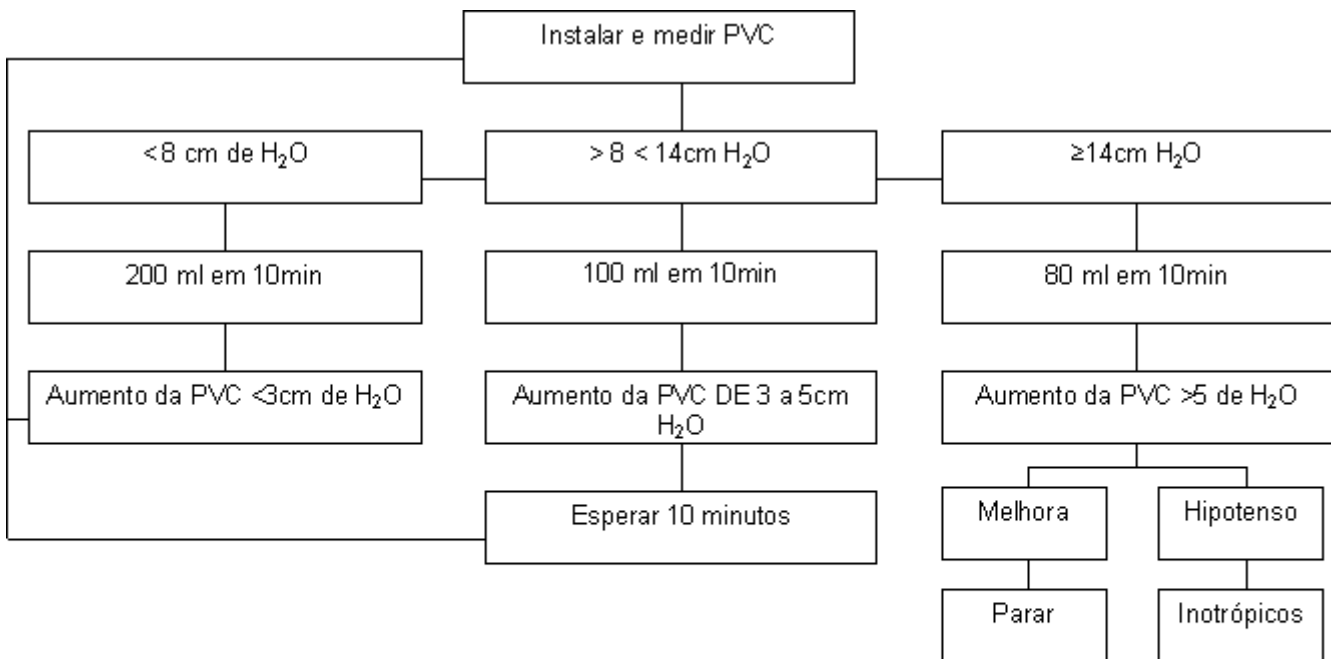 Instalar e medir PVC
<8 cm de H₂O
> 8 < 14cm H₂O
≥14cm H₂O
200 ml em 10min
100 ml em 10min
80 ml em 10min
Aumento da PVC <3cm de H₂O
Aumento da PVC DE 3 a 5cm
H₂O
Aumento da PVC >5 de H₂O
Esperar 10 minutos
Melhora
Hipotenso
Parar
Inotrópicos